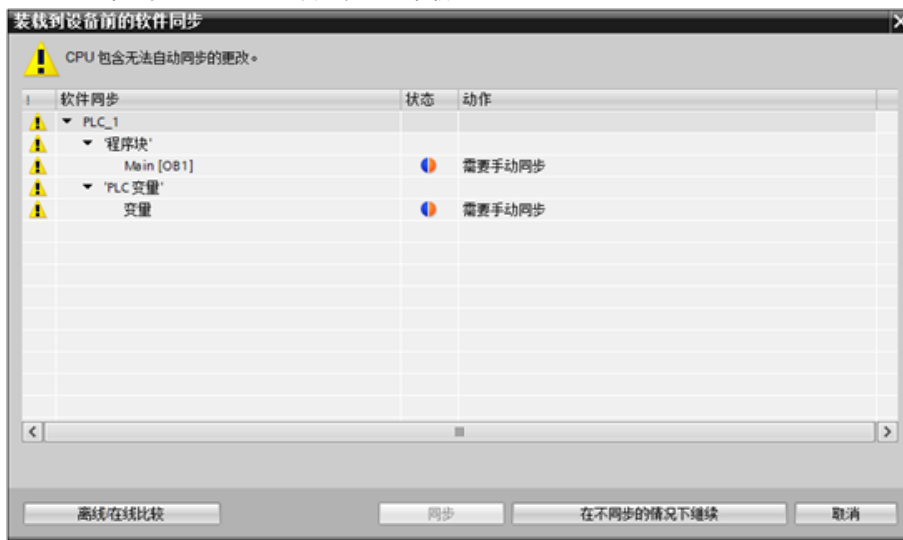 装载到设备前的软件同步
CPU 包含无法自动同步的更改。
! 软件同步 状态 动作
PLC_1
'程序块'
Main [OB1] 需要手动同步
'PLC 变量'
变量 需要手动同步
离线/在线比较 同步 在不同步的情况下继续 取消